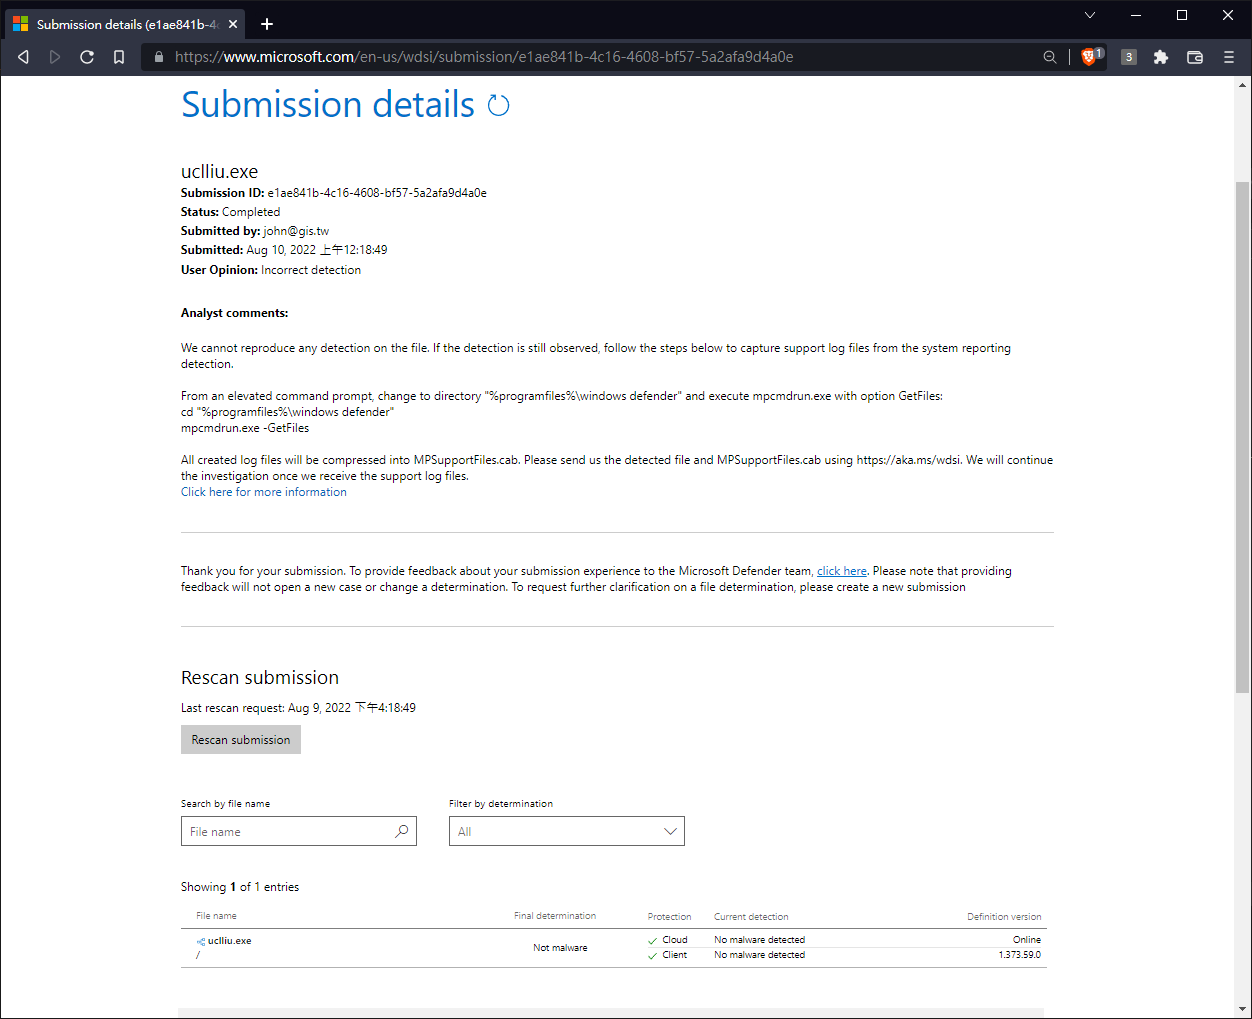 Submission details (e1ae841b-4c
https://www.microsoft.com/en-us/wdsi/submission/e1ae841b-4c16-4608-bf57-5a2afa9d4a0e
1
3
Submission details
uclliu.exe
Submission ID: e1ae841b-4c16-4608-bf57-5a2afa9d4a0e
Status: Completed
Submitted by: john@gis.tw
Submitted: Aug 10, 2022 上午12:18:49
User Opinion: Incorrect detection
Analyst comments:
We cannot reproduce any detection on the file. If the detection is still observed, follow the steps below to capture support log files from the system reporting
detection.
From an elevated command prompt, change to directory "%programfiles%\windows defender" and execute mpcmdrun.exe with option GetFiles:
cd "%programfiles%\windows defender"
mpcmdrun.exe -GetFiles
All created log files will be compressed into MPSupportFiles.cab. Please send us the detected file and MPSupportFiles.cab using https://aka.ms/wdsi. We will continue
the investigation once we receive the support log files.
Click here for more information
Thank you for your submission. To provide feedback about your submission experience to the Microsoft Defender team, click here. Please note that providing
feedback will not open a new case or change a determination. To request further clarification on a file determination, please create a new submission
Rescan submission
Last rescan request: Aug 9, 2022 下午4:18:49
Rescan submission
Search by file name
Filter by determination
File name
All
Showing 1 of 1 entries
File name Final determination Protection Current detection Definition version
uclliu.exe Not malware Cloud No malware detected Online
/ Client No malware detected 1.373.59.0